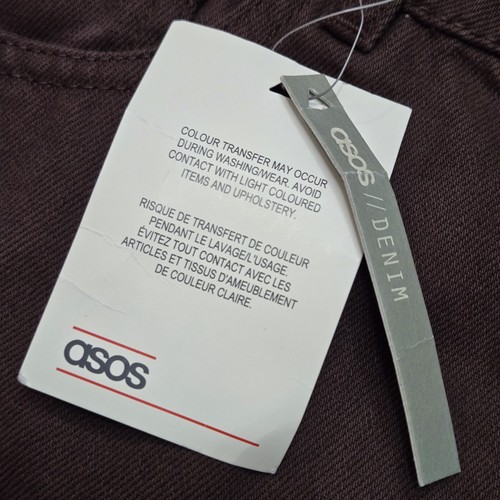 COLOUR TRANSFER MAY OCCUR
DURING WASHING/WEAR. AVOID
CONTACT WITH LIGHT COLOURED
ITEMS AND UPHOLSTERY.
RISQUE DE TRANSFERT DE COULEUR
PENDANT LE LAVAGE/L'USAGE.
ÉVITEZ TOUT CONTACT AVEC LES
ARTICLES ET TISSUS D'AMEUBLEMENT
DE COULEUR CLAIRE.
asos
asos // DENIM